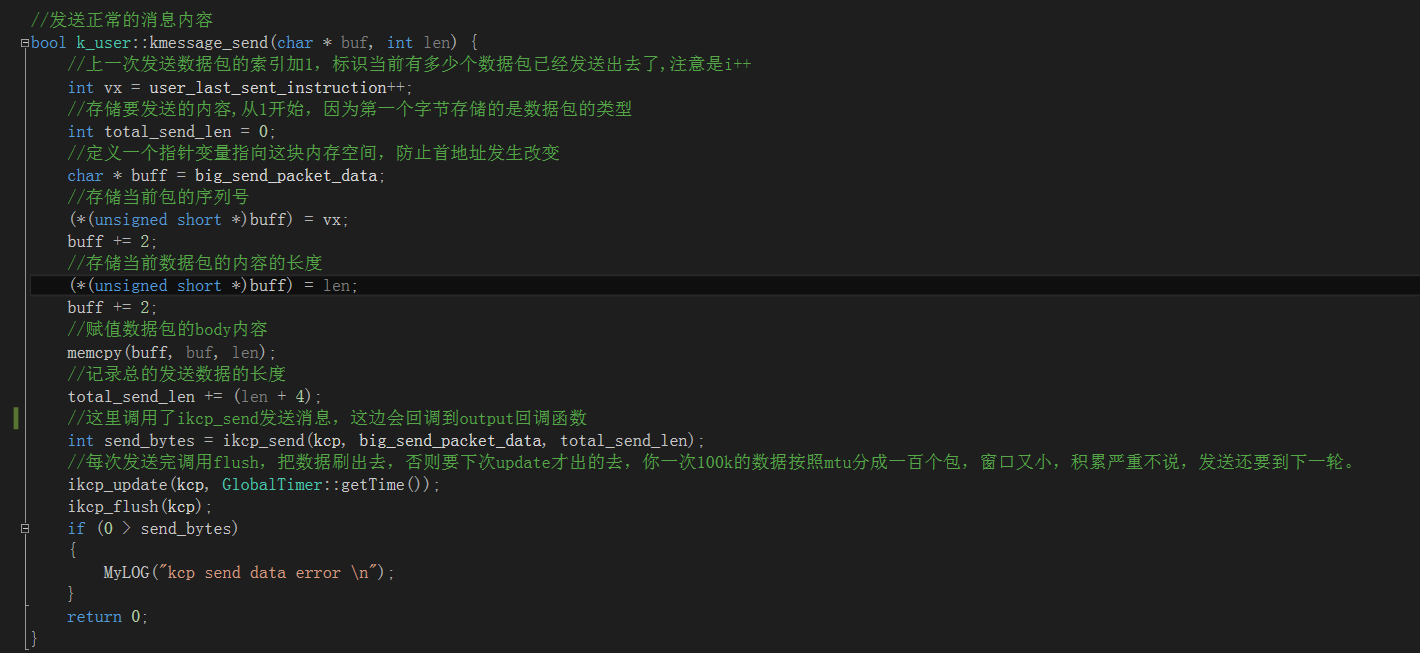 //发送正常的消息内容
bool k_user::kmessage_send(char * buf, int len) {
//上一次发送数据包的索引加1，标识当前有多少个数据包已经发送出去了,注意是i++
int vx = user_last_sent_instruction++;
//存储要发送的内容,从1开始，因为第一个字节存储的是数据包的类型
int total_send_len = 0;
//定义一个指针变量指向这块内存空间，防止首地址发生改变
char * buff = big_send_packet_data;
//存储当前包的序列号
(*(unsigned short *)buff) = vx;
buff += 2;
//存储当前数据包的内容的长度
(*(unsigned short *)buff) = len;
buff += 2;
//赋值数据包的body内容
memcpy(buff, buf, len);
//记录总的发送数据的长度
total_send_len += (len + 4);
//这里调用了ikcp_send发送消息，这边会回调到output回调函数
int send_bytes = ikcp_send(kcp, big_send_packet_data, total_send_len);
//每次发送完调用flush，把数据刷出去，否则要下次update才出的去，你一次100k的数据按照mtu分成一百个包，窗口又小，积累严重不说，发送还要到下一轮。
ikcp_update(kcp, GlobalTimer::getTime());
ikcp_flush(kcp);
if (0 > send_bytes)
{
MyLOG("kcp send data error \n");
}
return 0;
}